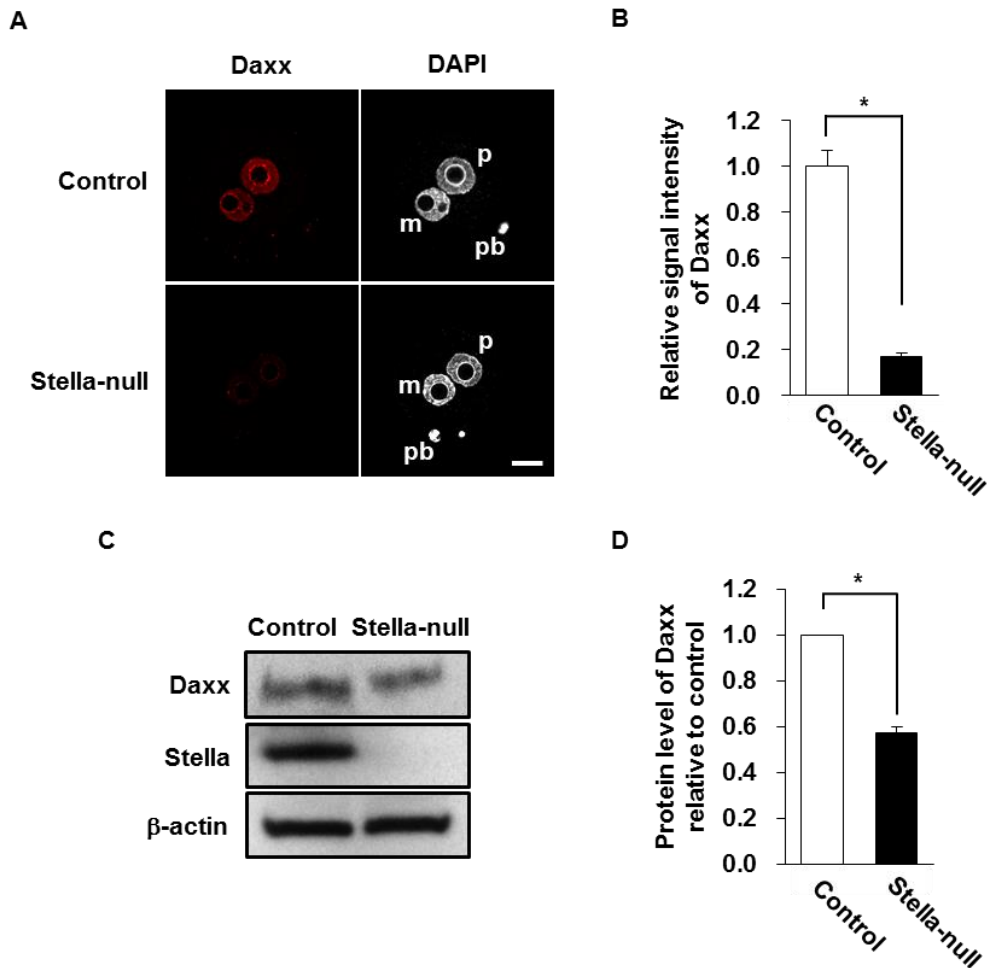 A
Daxx DAPI
Control
p
m
pb
Stella-null
p
m
pb
B
Relative signal intensity
of Daxx
*
1.2
1.0
0.8
0.6
0.4
0.2
0.0
Control
Stella-null
C
Control Stella-null
Daxx
Stella
β-actin
D
Protein level of Daxx
relative to control
*
1.2
1.0
0.8
0.6
0.4
0.2
0.0
Control
Stella-null